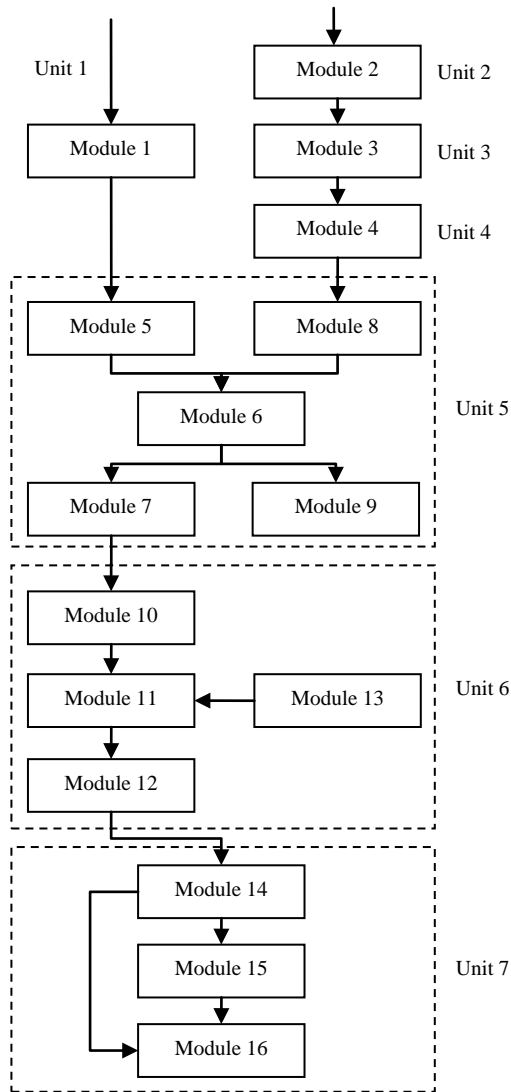 Unit 1
Module 2
Unit 2
Module 1
Module 3
Unit 3
Module 4
Unit 4
Module 5
Module 8
Module 6
Unit 5
Module 7
Module 9
Module 10
Module 11
Module 13
Unit 6
Module 12
Module 14
Module 15
Unit 7
Module 16